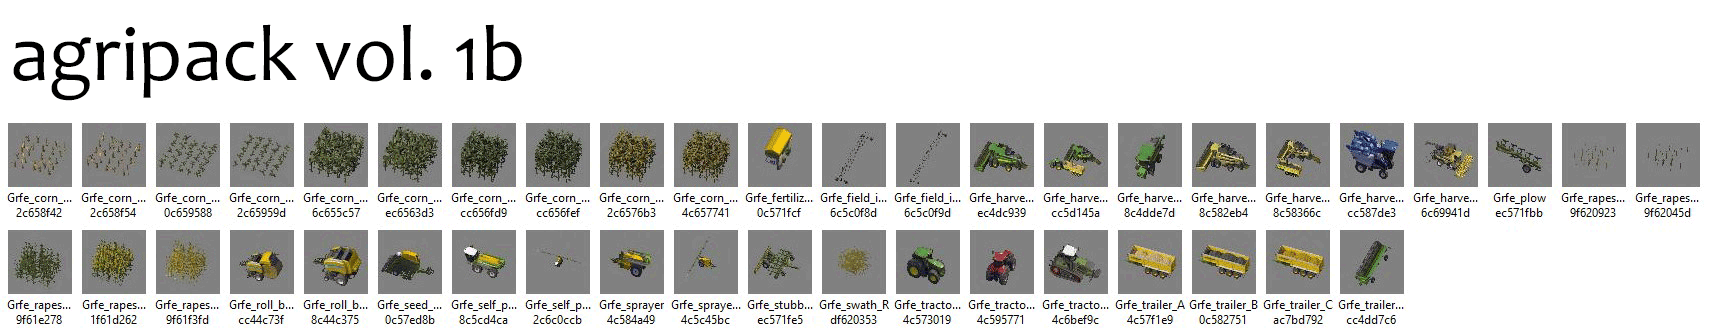 agripack vol. 1b
Grfe_corn_... Grfe_corn_... Grfe_corn_... Grfe_corn_... Grfe_corn_... Grfe_corn_... Grfe_corn_... Grfe_corn_... Grfe_corn_... Grfe_corn_... Grfe_fertiliz... Grfe_field_i... Grfe_field_i... Grfe_harve... Grfe_harve... Grfe_harve... Grfe_harve... Grfe_harve... Grfe_harve... Grfe_harve... Grfe_plow Grfe_rapes... Grfe_rapes...
2c658f42 2c658f54 0c659588 2c65959d 6c655c57 ec6563d3 cc656fd9 cc656fef 2c6576b3 4c657741 0c571fcf 6c5c0f8d 6c5c0f9d ec4dc939 cc5d145a 8c4dde7d 8c582eb4 8c58366c cc587de3 6c69941d ec571fbb 9f620923 9f62045d
Grfe_rapes... Grfe_rapes... Grfe_rapes... Grfe_roll_b... Grfe_roll_b... Grfe_seed_... Grfe_self_p... Grfe_self_p... Grfe_sprayer Grfe_spraye... Grfe_stubb... Grfe_swath_R Grfe_tracto... Grfe_tracto... Grfe_tracto... Grfe_trailer_A Grfe_trailer_B Grfe_trailer_C Grfe_trailer...
9f61e278 1f61d262 9f61f3fd cc44c73f 8c44c375 0c57ed8b 8c5cd4ca 2c6c0ccb 4c584a49 4c5c45bc ec571fe5 df620353 4c573019 4c595771 4c6bef9c 4c57f1e9 0c582751 ac7bd792 cc4dd7c6